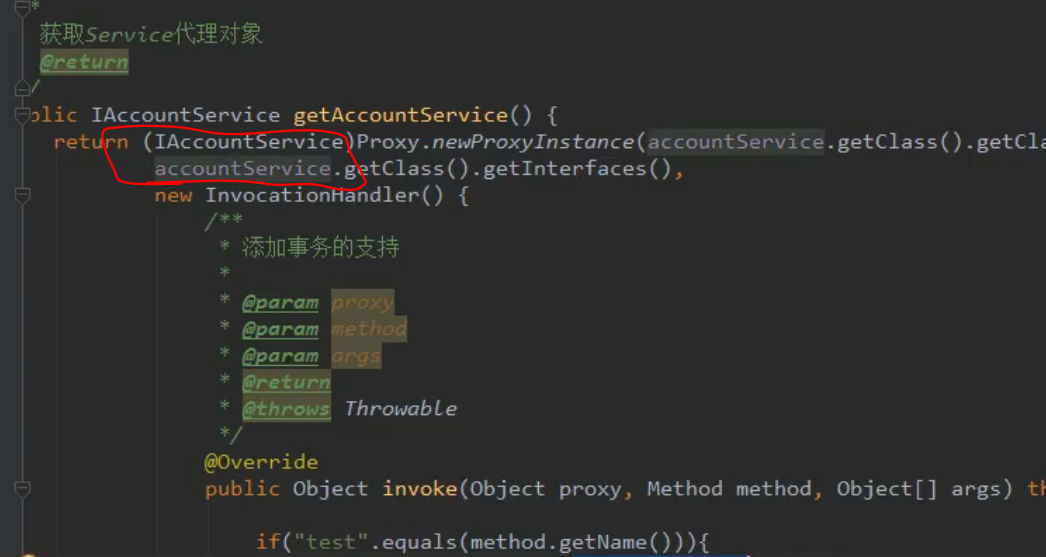 *
获取Service代理对象
@return
/
blic IAccountService getAccountService() {
return (IAccountService)Proxy.newProxyInstance(accountService.getClass().getCla
accountService.getClass().getInterfaces(),
new InvocationHandler() {
/**
* 添加事务的支持
*
* @param proxy
* @param method
* @param args
* @return
* @throws Throwable
*/
@Override
public Object invoke(Object proxy, Method method, Object[] args) th
if("test".equals(method.getName())){